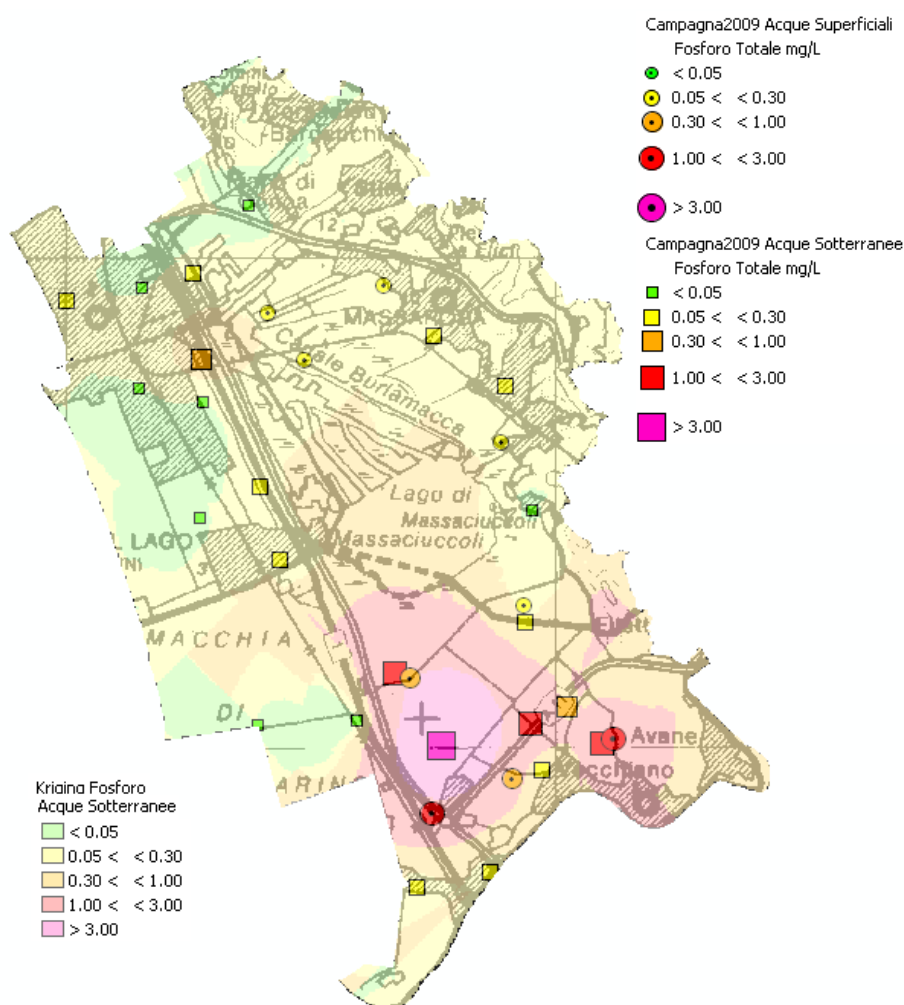 Campagna2009 Acque Superficiali
Fosforo Totale mg/L
< 0.05
0.05 < < 0.30
0.30 < < 1.00
1.00 < < 3.00
> 3.00
Campagna2009 Acque Sotterranee
Fosforo Totale mg/L
< 0.05
0.05 < < 0.30
0.30 < < 1.00
1.00 < < 3.00
> 3.00
di
12
Canale Burlamacca
Lago di
Massaciuccoli
Massaciuccoli
LAGO
3
MACCHIA
DI
Avane
Kriging Fosforo
Acque Sotterranee
< 0.05
0.05 < < 0.30
0.30 < < 1.00
1.00 < < 3.00
> 3.00